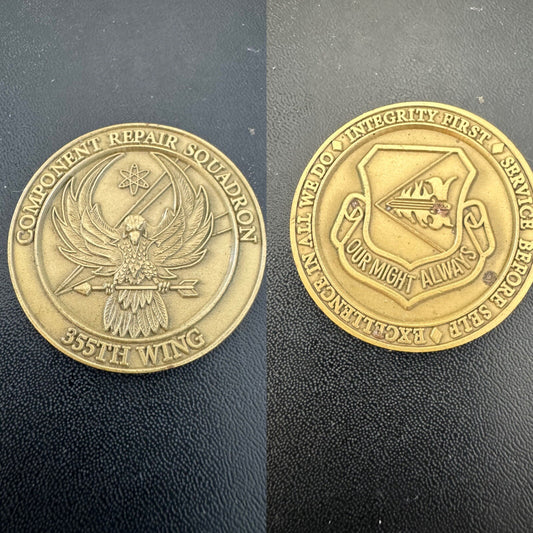 COMPONENT REPAIR SQUADRON
355TH WING
INTEGRITY FIRST ◆ SERVICE BEFORE SELF ◆ EXCELLENCE IN ALL WE DO ◆
OUR MIGHT ALWAYS